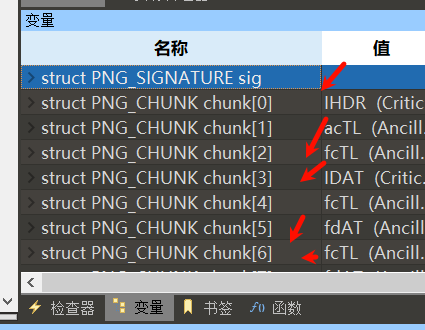 变量
名称 值
struct PNG_SIGNATURE sig
struct PNG_CHUNK chunk[0] IHDR (Critic...
struct PNG_CHUNK chunk[1] acTL (Ancill...
struct PNG_CHUNK chunk[2] fcTL (Ancill...
struct PNG_CHUNK chunk[3] IDAT (Critic...
struct PNG_CHUNK chunk[4] fcTL (Ancill...
struct PNG_CHUNK chunk[5] fdAT (Ancill...
struct PNG_CHUNK chunk[6] fcTL (Ancill...
检查器 变量 书签 f() 函数